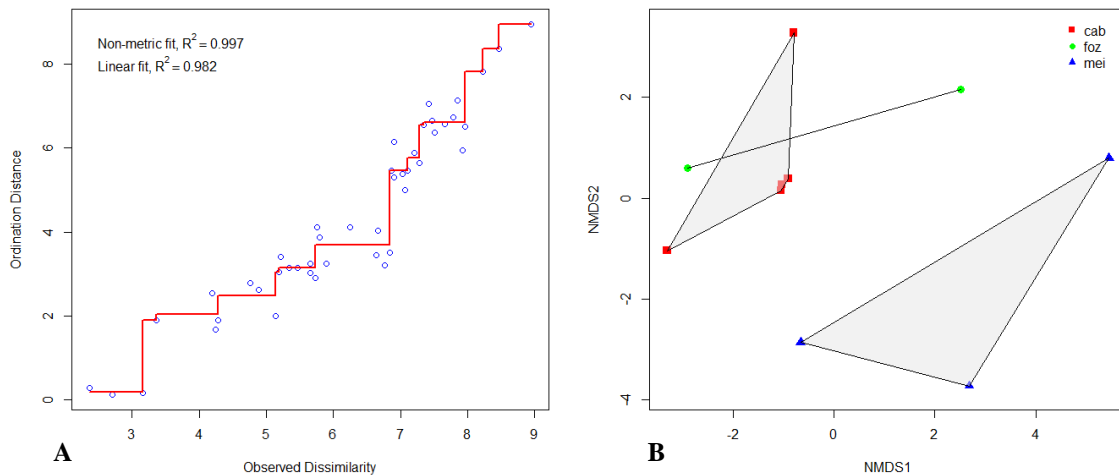 Non-metric fit, R² = 0.997
Linear fit, R² = 0.982
Ordination Distance
8
6
4
2
0
3 4 5 6 7 8 9
Observed Dissimilarity
A
cab
foz
mei
NMDS2
2
0
-2
-4
-2 0 2 4
NMDS1
B